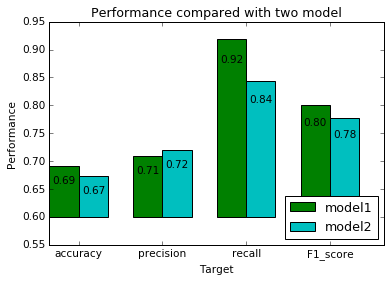 Performance compared with two model
0.95
0.90
0.85
0.80
0.75
0.70
0.65
0.60
0.55
Performance
0.69
0.67
0.71
0.72
0.92
0.84
0.80
0.78
model1
model2
accuracy precision recall F1_score
Target